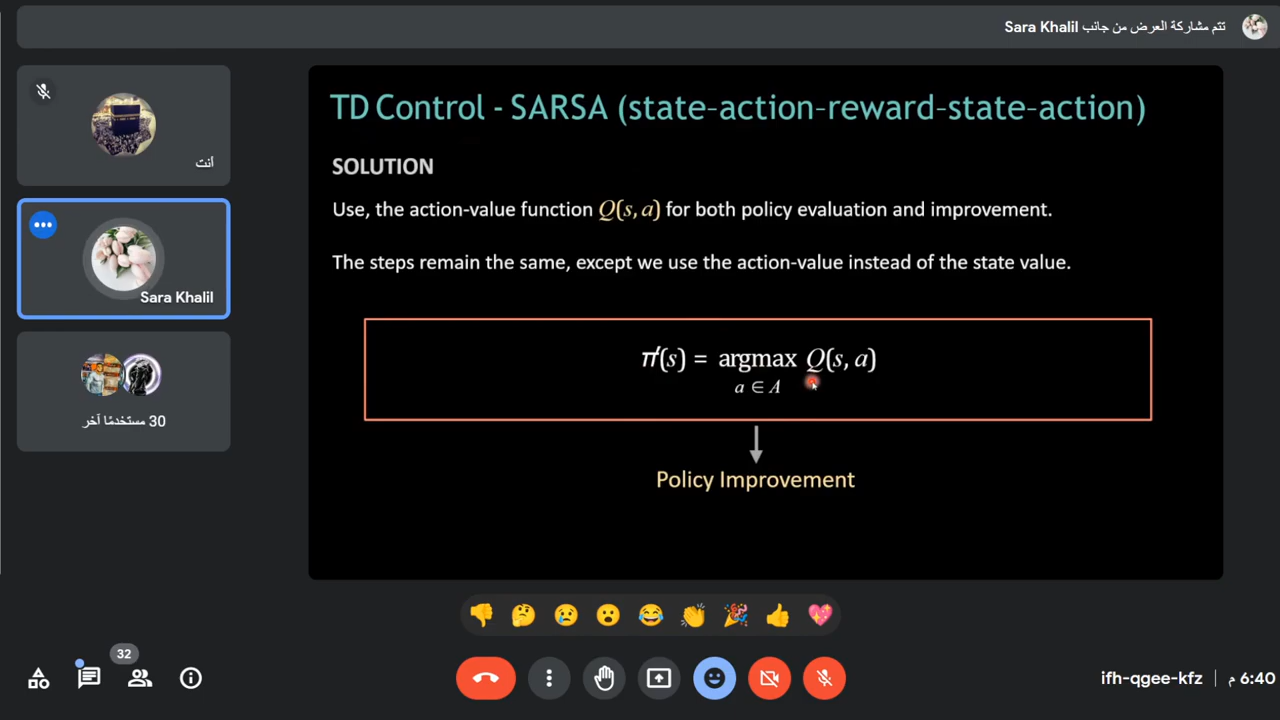 تتم مشاركة العرض من جانب Sara Khalil
أنت
Sara Khalil
30 مستخدمًا آخر
TD Control - SARSA (state-action-reward-state-action)
SOLUTION
Use, the action-value function Q(s, a) for both policy evaluation and improvement.
The steps remain the same, except we use the action-value instead of the state value.
π′(s) = argmax Q(s, a)
a ∈ A
Policy Improvement
32
ifh-qgee-kfz | 6:40 م